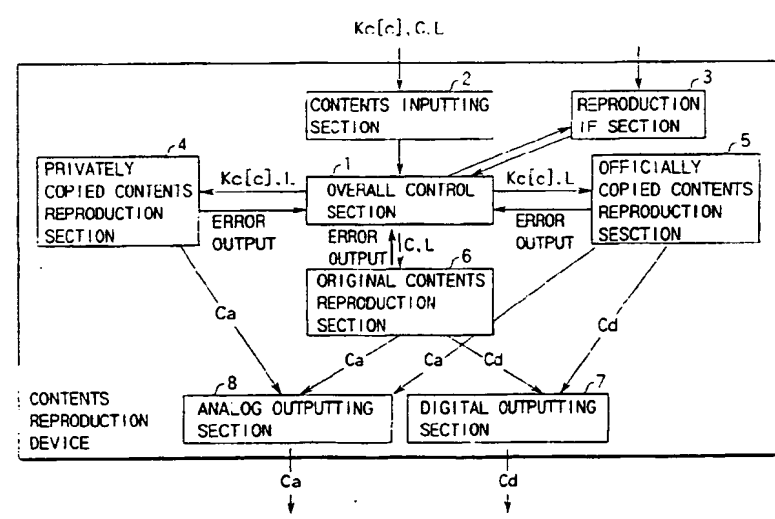 Kc[c], C.L
2
CONTENTS INPUTTING
SECTION
3
REPRODUCTION
IF SECTION
4
PRIVATELY
COPIED CONTENTS
REPRODUCTION
SECTION
Kc[c].L
ERROR
OUTPUT
1
OVERALL CONTROL
SECTION
Kc[c].L
ERROR
OUTPUT
5
OFFICIALLY
COPIED CONTENTS
REPRODUCTION
SESCTION
ERROR
OUTPUT
C.L
6
ORIGINAL CONTENTS
REPRODUCTION
SECTION
Ca
Ca
Ca
Cd
Cd
CONTENTS
REPRODUCTION
DEVICE
8
ANALOG OUTPUTTING
SECTION
7
DIGITAL OUTPUTTING
SECTION
Ca
Cd